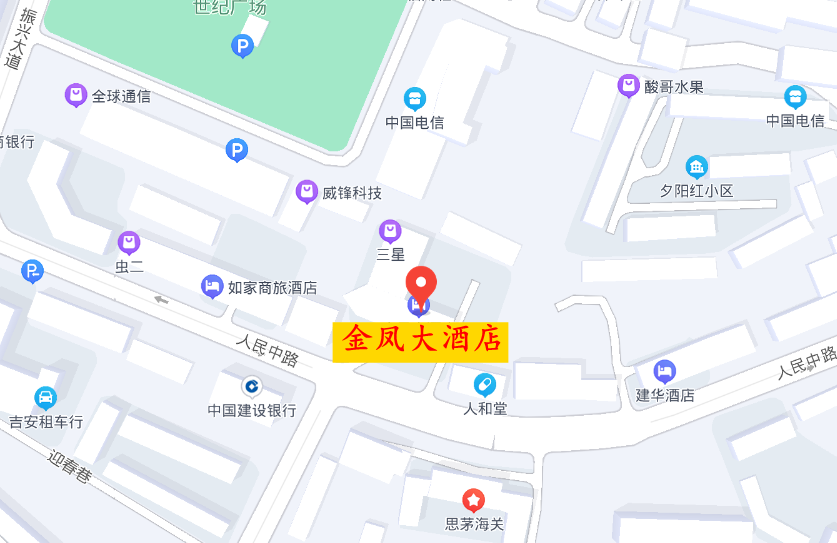 世纪广场
振兴大道
P
全球通信
中国电信
酸哥水果
中国电信
商银行
P
威锋科技
夕阳红小区
虫二
三星
P
如家商旅酒店
金凤大酒店
人民中路
人民中路
建华酒店
中国建设银行
人和堂
吉安租车行
迎春巷
思茅海关